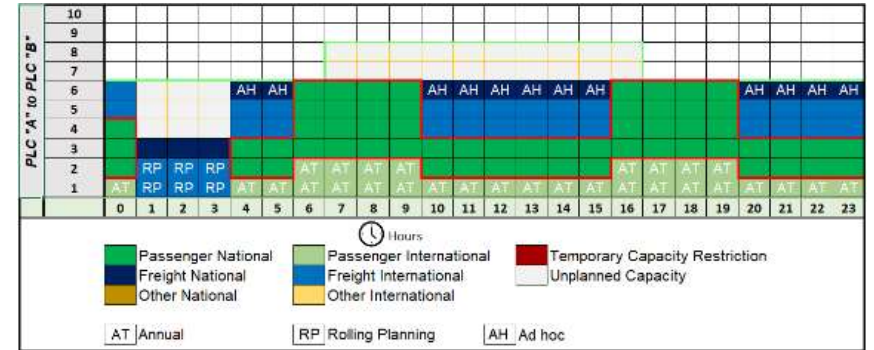 PLC "A" to PLC "B"
10
9
8
7
6 AH AH AH AH AH AH AH AH AH AH AH AH
5
4
3
2 RP RP RP AT AT AT AT AT AT AT AT
1 AT RP RP RP AT AT AT AT AT AT AT AT AT AT AT AT AT AT AT AT AT AT AT AT
0 1 2 3 4 5 6 7 8 9 10 11 12 13 14 15 16 17 18 19 20 21 22 23
Hours
Passenger National Passenger International Temporary Capacity Restriction
Freight National Freight International Unplanned Capacity
Other National Other International
AT Annual RP Rolling Planning AH Ad hoc